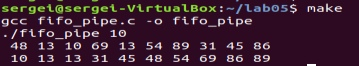 sergei@sergei-VirtualBox:~/lab05$ make
gcc fifo_pipe.c -o fifo_pipe
./fifo_pipe 10
48 13 10 69 13 54 89 31 45 86
10 13 13 31 45 48 54 69 86 89